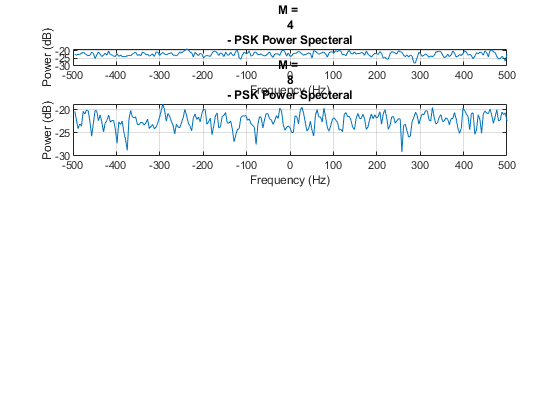 M =
4
- PSK Power Specteral
Power (dB)
-20
-25
-30
-500 -400 -300 -200 -100 0 100 200 300 400 500
Frequency (Hz)
M =
8
- PSK Power Specteral
Power (dB)
-20
-25
-30
-500 -400 -300 -200 -100 0 100 200 300 400 500
Frequency (Hz)